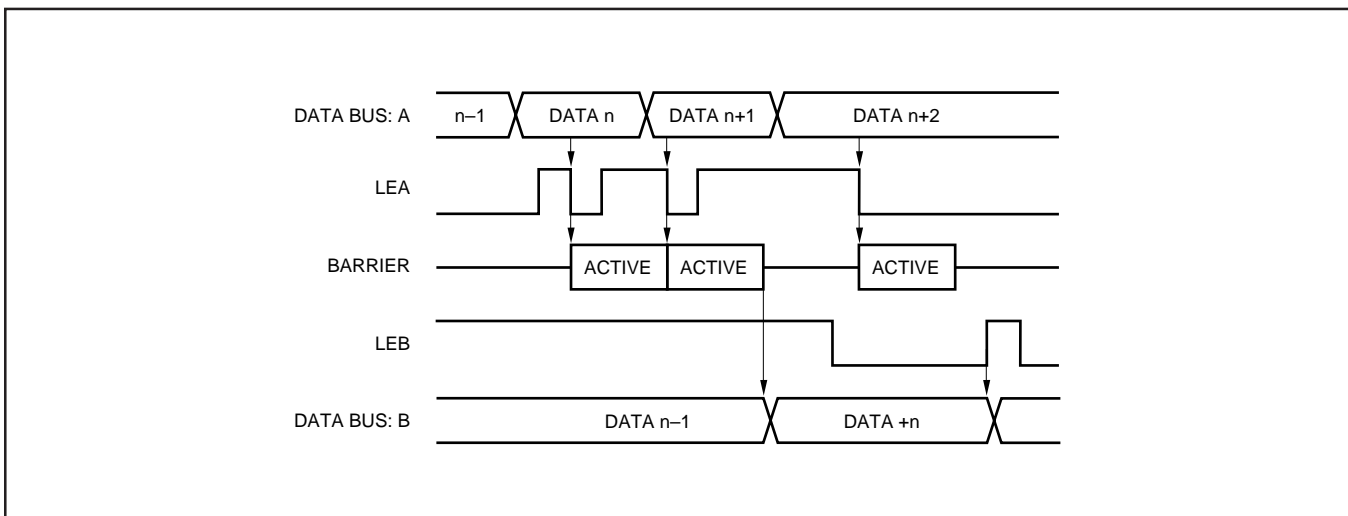 DATA BUS: A n–1 DATA n DATA n+1 DATA n+2
LEA
BARRIER ACTIVE ACTIVE ACTIVE
LEB
DATA BUS: B DATA n–1 DATA +n